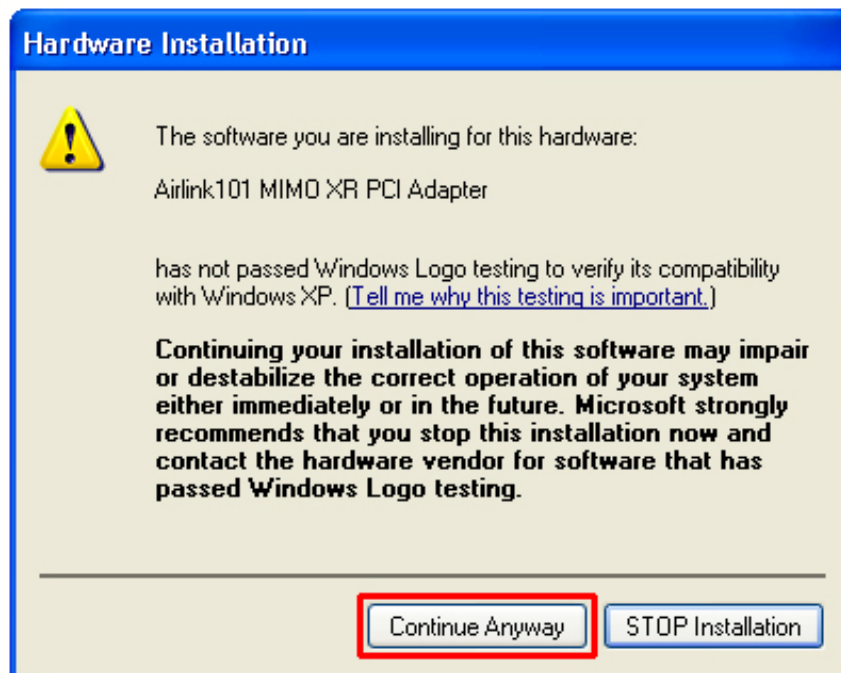 Hardware Installation
The software you are installing for this hardware:
Airlink101 MIMO XR PCI Adapter
has not passed Windows Logo testing to verify its compatibility
with Windows XP. (Tell me why this testing is important.)
Continuing your installation of this software may impair
or destabilize the correct operation of your system
either immediately or in the future. Microsoft strongly
recommends that you stop this installation now and
contact the hardware vendor for software that has
passed Windows Logo testing.
Continue Anyway
STOP Installation